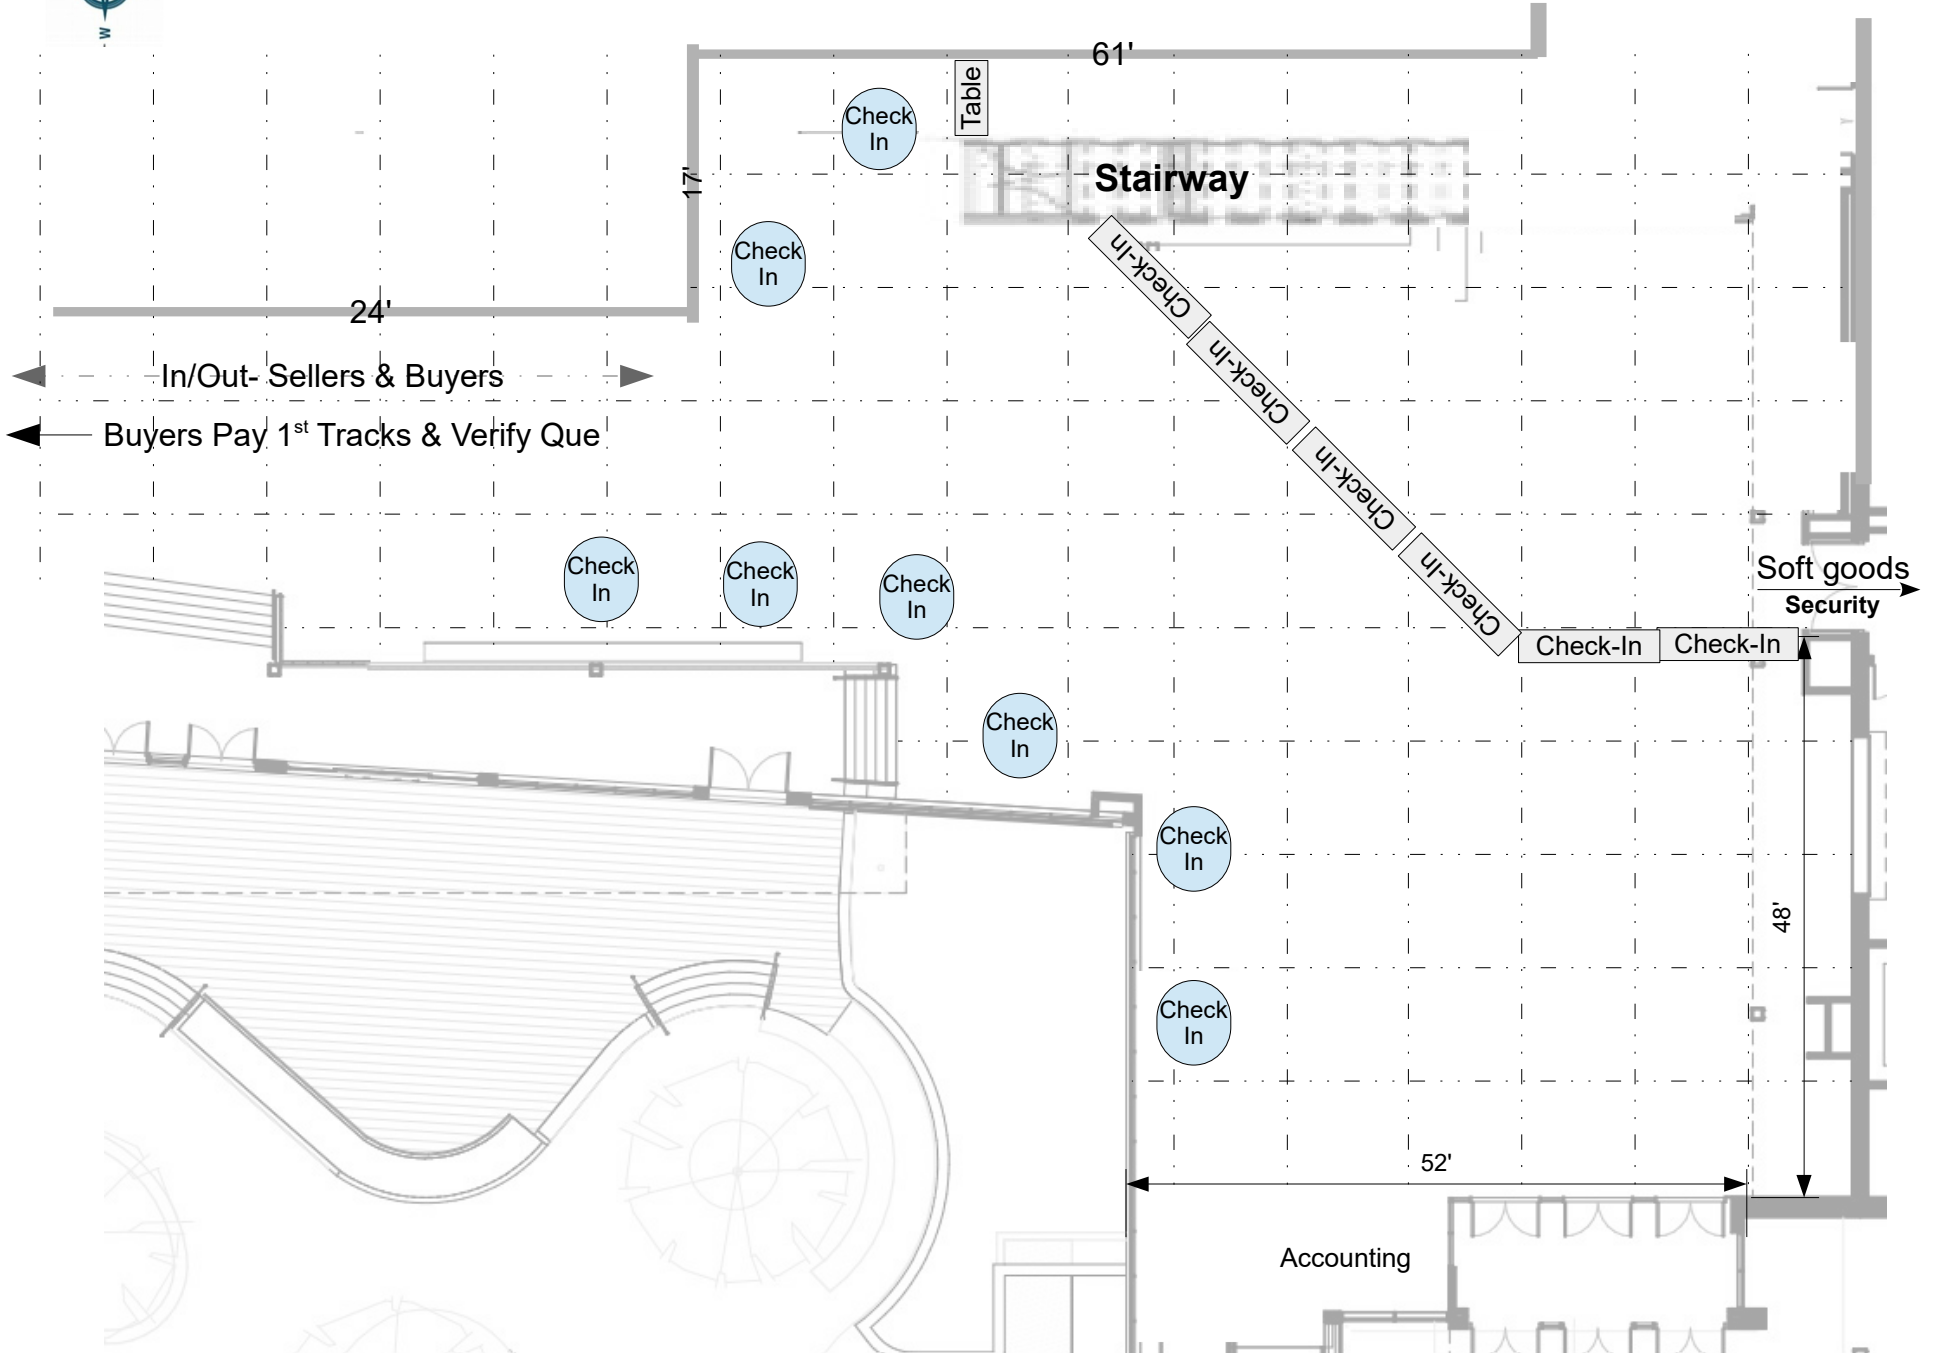 W
61'
Table
Check
In
Stairway
17'
Check-In
Check
In
24'
Check-In
In/Out- Sellers & Buyers
Buyers Pay 1st Tracks & Verify Que
Check-In
Check-In
Check
In
Check
In
Check
In
Soft goods
Security
Check-In
Check-In
Check
In
Check
In
48'
Check
In
52'
Accounting